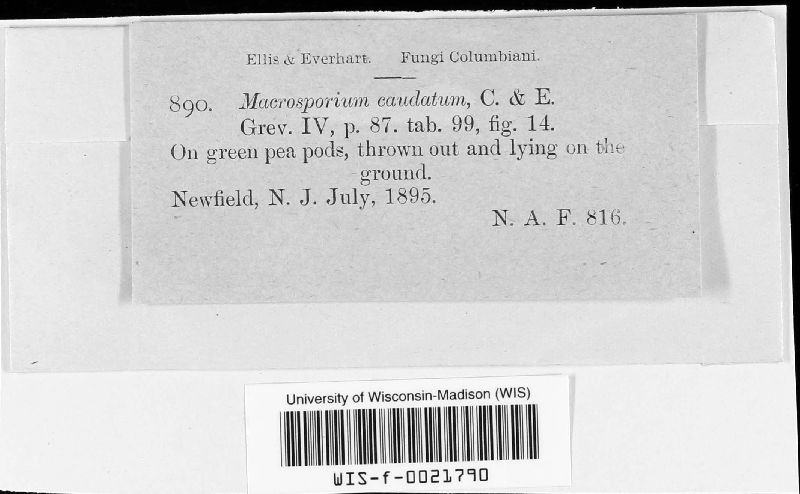 Ellis & Everhart. Fungi Columbiani.
890. Macrosporium caudatum, C. & E.
Grev. IV, p. 87. tab. 99, fig. 14.
On green pea pods, thrown out and lying on the
ground.
Newfield, N. J. July, 1895.
N. A. F. 816.
University of Wisconsin-Madison (WIS)
WIS-f-0021790